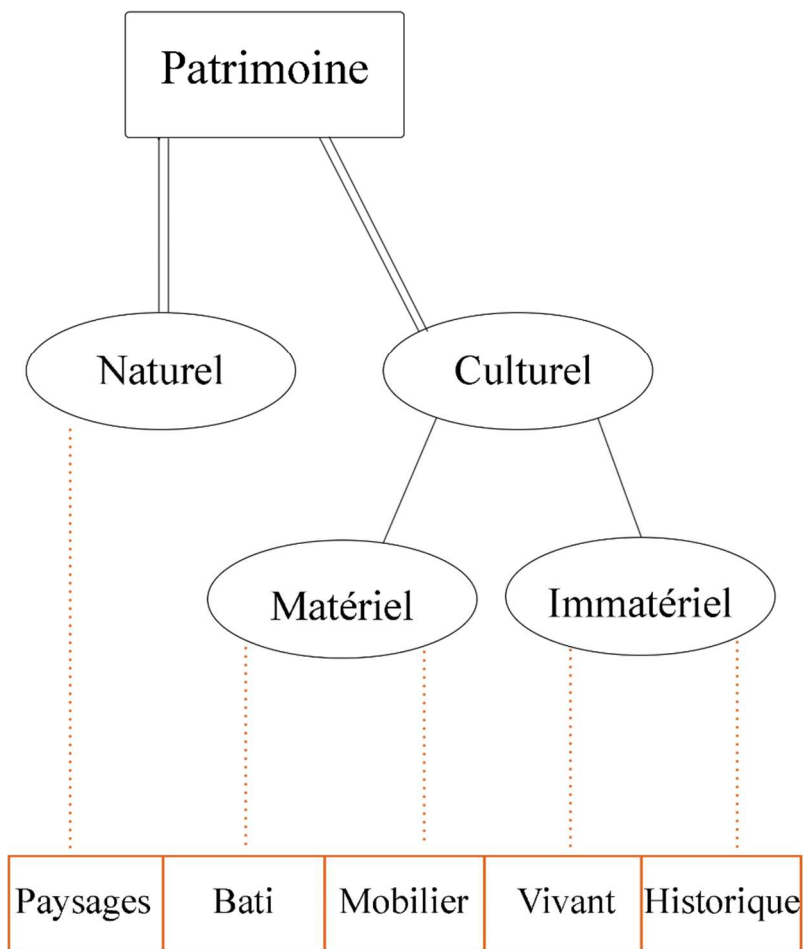 Patrimoine
Naturel
Culturel
Matériel
Immatériel
Paysages
Bati
Mobilier
Vivant
Historique